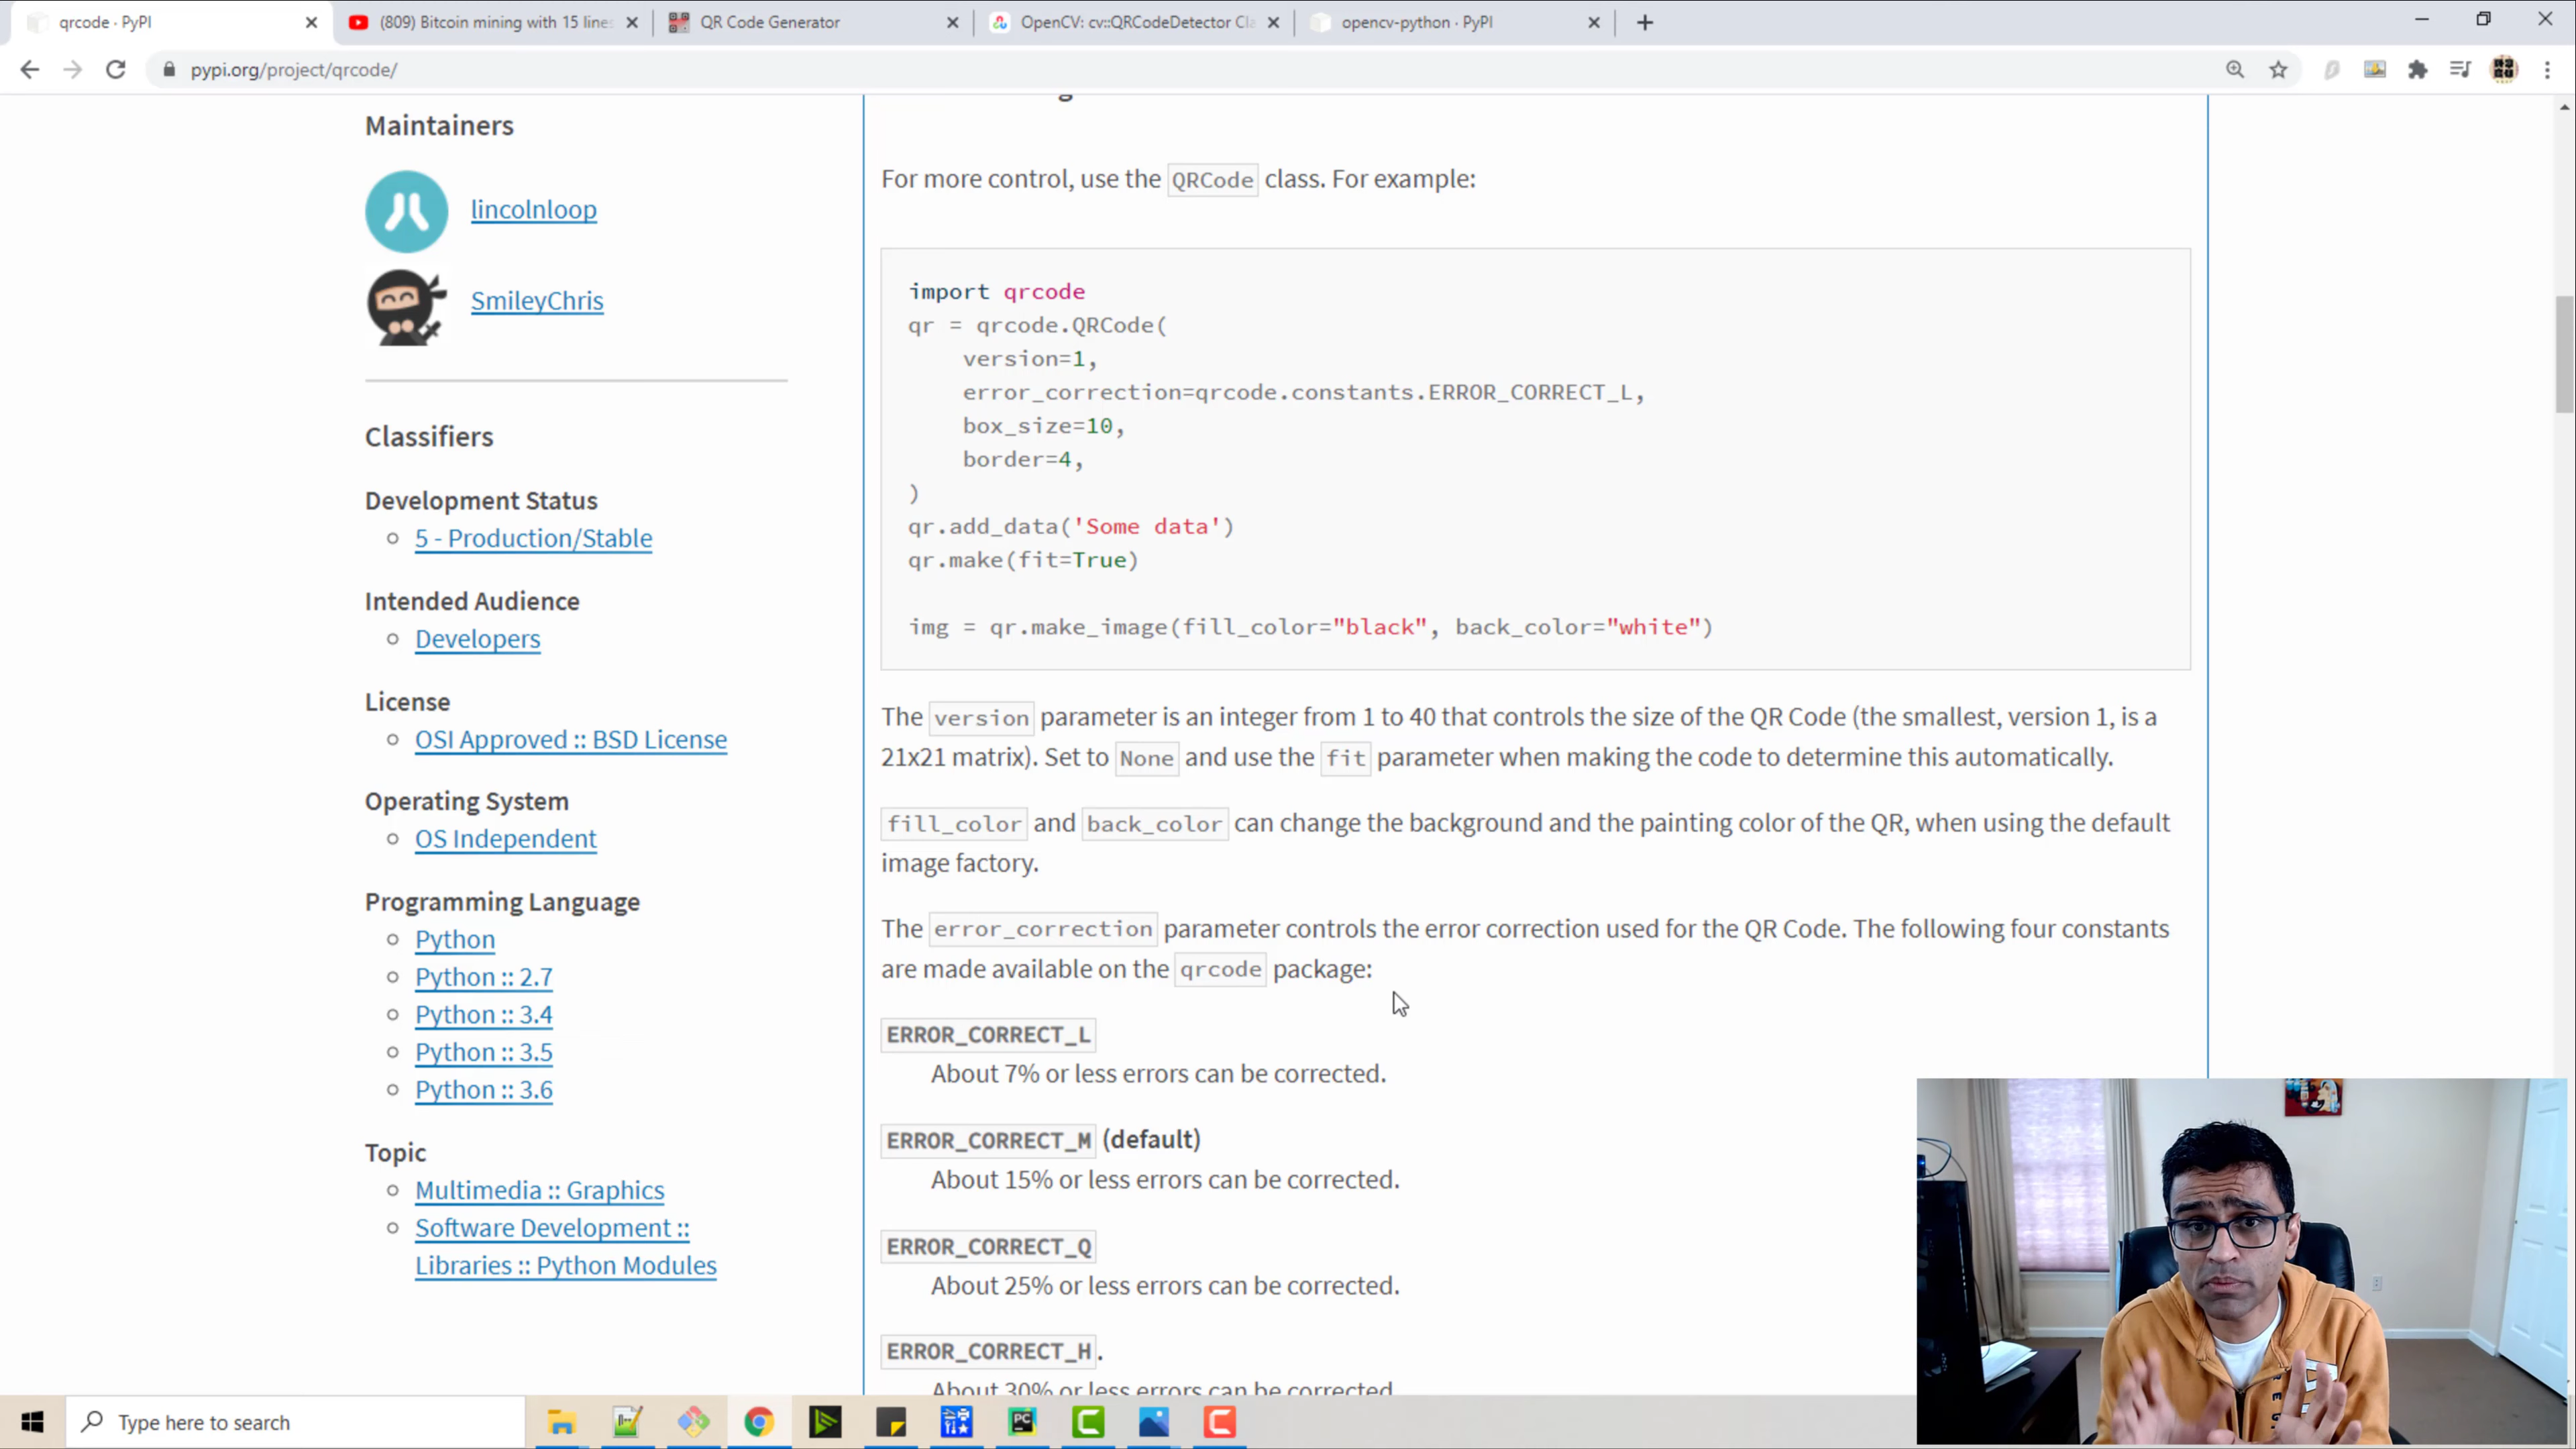 qrcode · PyPI
(809) Bitcoin mining with 15 lines
QR Code Generator
OpenCV: cv::QRCodeDetector Cla
opencv-python · PyPI
pypi.org/project/qrcode/
Maintainers
lincolnloop
SmileyChris
Classifiers
Development Status
5 - Production/Stable
Intended Audience
Developers
License
OSI Approved :: BSD License
Operating System
OS Independent
Programming Language
Python
Python :: 2.7
Python :: 3.4
Python :: 3.5
Python :: 3.6
Topic
Multimedia :: Graphics
Software Development ::
Libraries :: Python Modules
For more control, use the QRCode class. For example:
import qrcode
qr = qrcode.QRCode(
    version=1,
    error_correction=qrcode.constants.ERROR_CORRECT_L,
    box_size=10,
    border=4,
)
qr.add_data('Some data')
qr.make(fit=True)
img = qr.make_image(fill_color="black", back_color="white")
The version parameter is an integer from 1 to 40 that controls the size of the QR Code (the smallest, version 1, is a
21x21 matrix). Set to None and use the fit parameter when making the code to determine this automatically.
fill_color and back_color can change the background and the painting color of the QR, when using the default
image factory.
The error_correction parameter controls the error correction used for the QR Code. The following four constants
are made available on the qrcode package:
ERROR_CORRECT_L
About 7% or less errors can be corrected.
ERROR_CORRECT_M (default)
About 15% or less errors can be corrected.
ERROR_CORRECT_Q
About 25% or less errors can be corrected.
ERROR_CORRECT_H.
About 30% or less errors can be corrected
Type here to search
PC